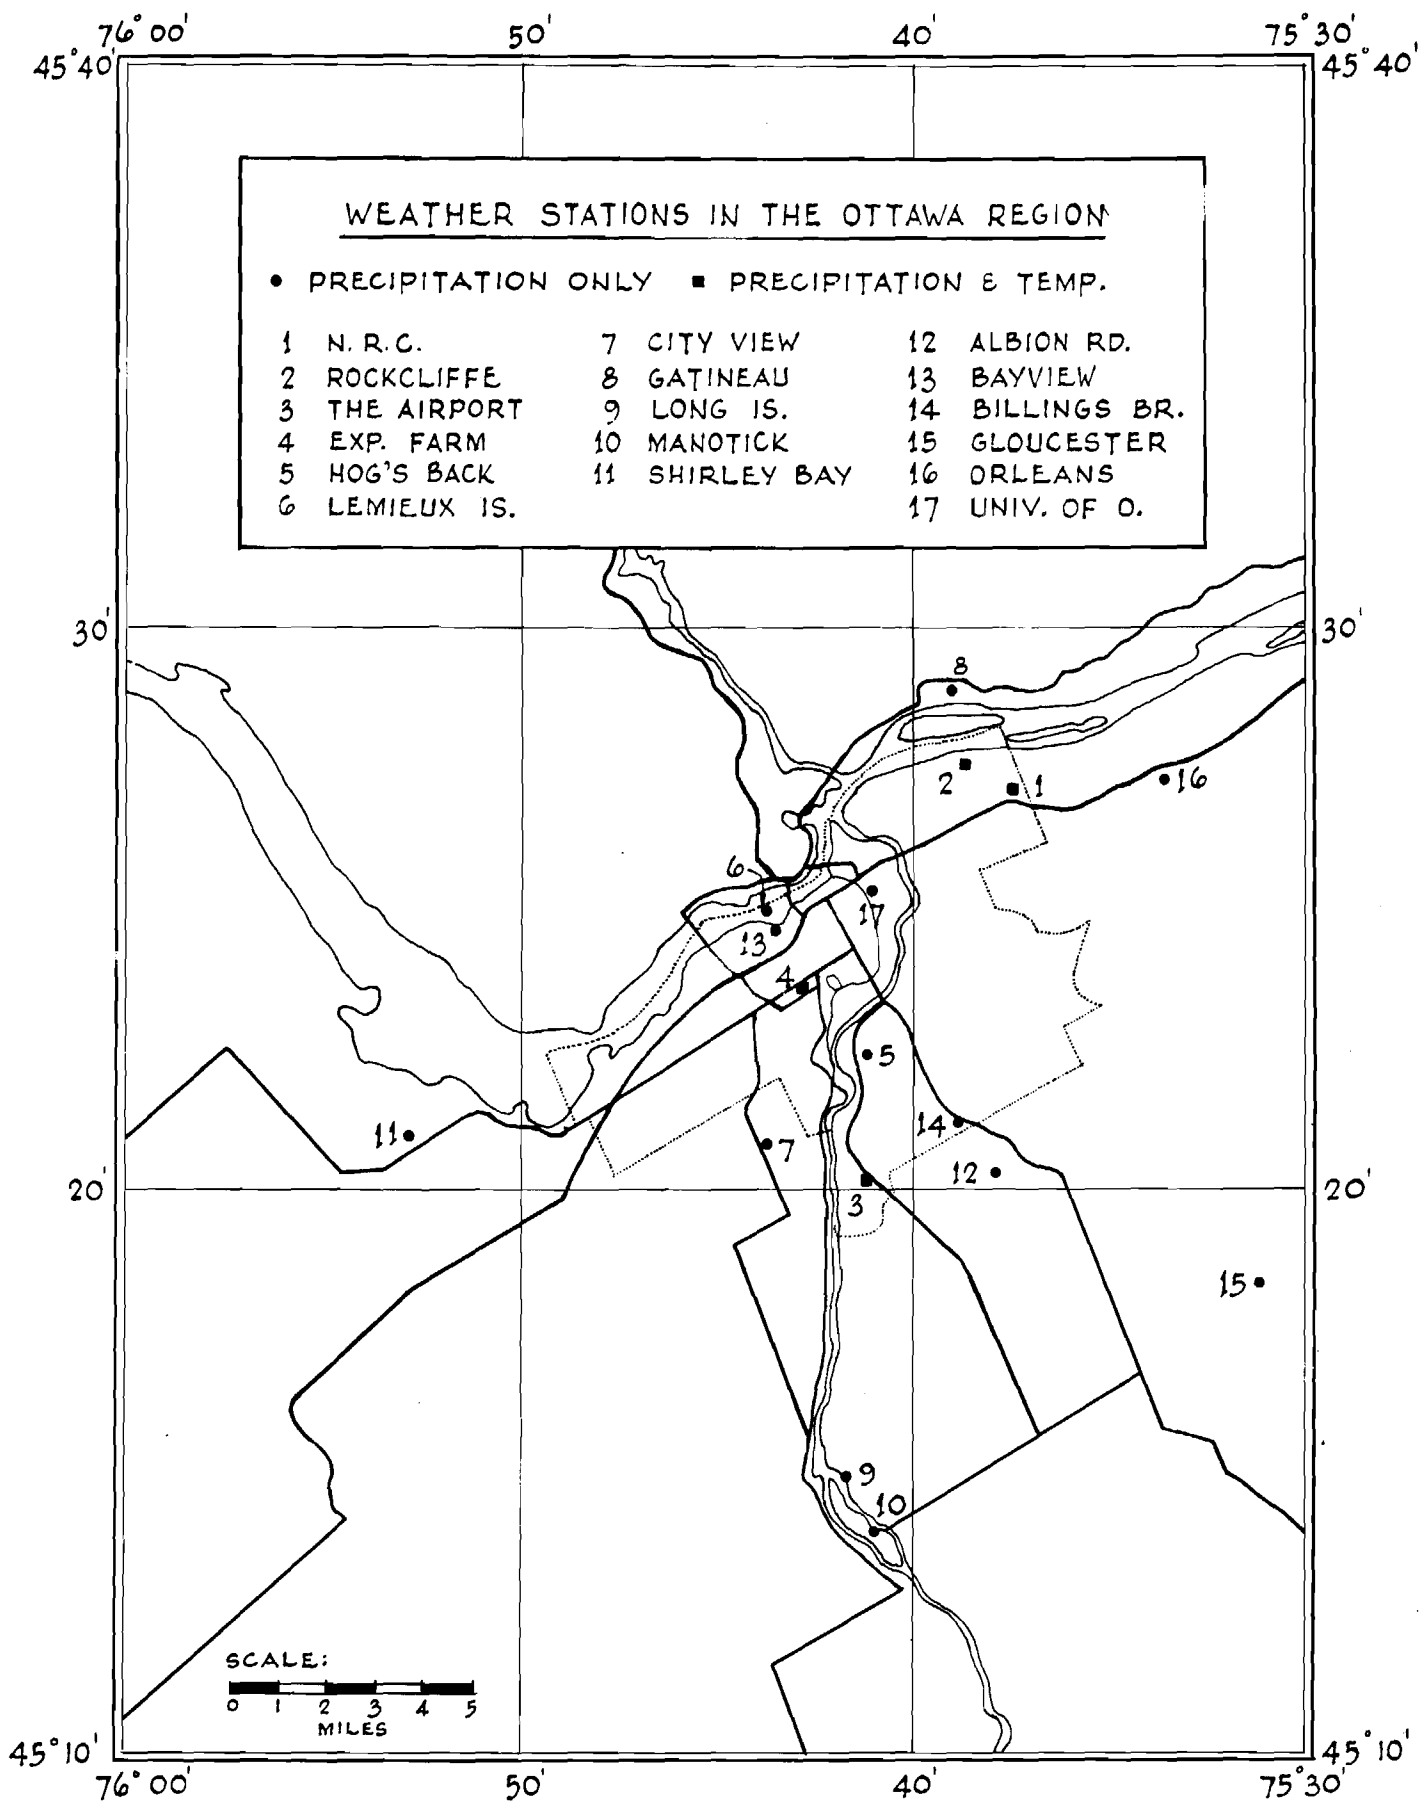 76° 00' 50' 40' 75° 30'
45° 40' 45° 40'
WEATHER STATIONS IN THE OTTAWA REGION
● PRECIPITATION ONLY ■ PRECIPITATION & TEMP.
1 N.R.C. 7 CITY VIEW 12 ALBION RD.
2 ROCKCLIFFE 8 GATINEAU 13 BAYVIEW
3 THE AIRPORT 9 LONG IS. 14 BILLINGS BR.
4 EXP. FARM 10 MANOTICK 15 GLOUCESTER
5 HOG'S BACK 11 SHIRLEY BAY 16 ORLEANS
6 LEMIEUX IS. 17 UNIV. OF O.
30' 30'
8
2 1 16
6
17
13
4
5
11 14
7
12
20' 20'
3
15
9
10
SCALE:
0 1 2 3 4 5
MILES
45° 10' 45° 10'
76° 00' 50' 40' 75° 30'